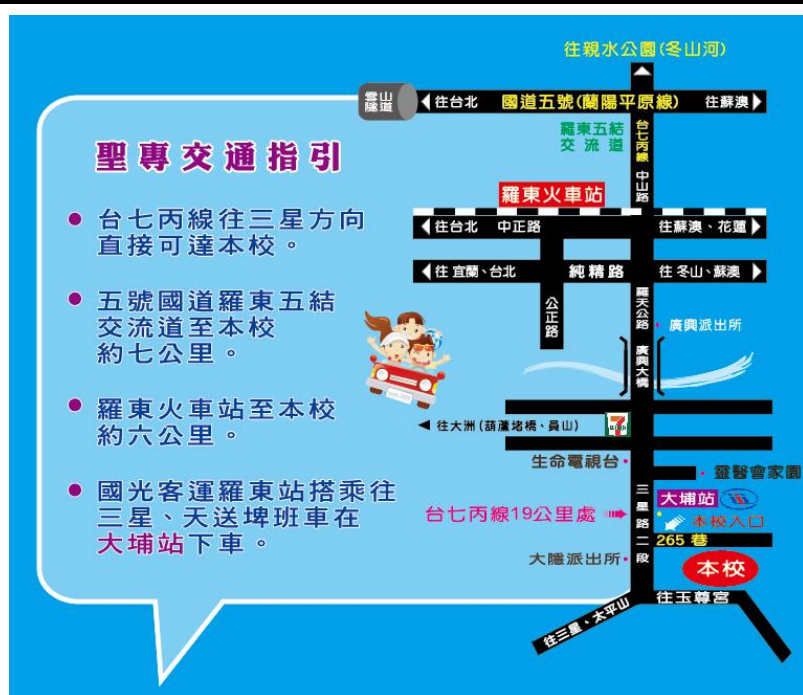 聖專交通指引
• 台七丙線往三星方向
直接可達本校。
• 五號國道羅東五結
交流道至本校
約七公里。
• 羅東火車站至本校
約六公里。
• 國光客運羅東站搭乘往
三星、天送埤班車在
大埔站下車。
往親水公園(冬山河)
雪山隧道
往台北 國道五號(蘭陽平原線) 往蘇澳
羅東五結
交流道
台七丙線
中山路
羅東火車站
往台北 中正路 往蘇澳、花蓮
往宜蘭、台北 純精路 往冬山、蘇澳
公正路
羅天公路
廣興派出所
廣興大橋
往大洲(葫蘆堵橋、員山)
7
ELEVEN
生命電視台
靈醫會家園
三星路二段
大埔站
台七丙線19公里處
本校入口
265 巷
大隱派出所
本校
往玉尊宮
往三星、太平山